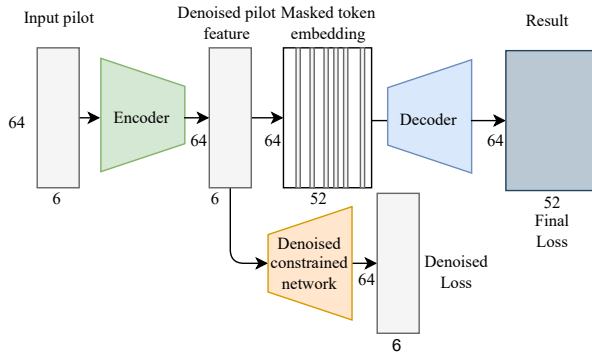 Input pilot
Denoised pilot
feature
Masked token
embedding
Result
64
Encoder
64
64
Decoder
64
6
6
52
52
Final
Loss
Denoised
constrained
network
64
Denoised
Loss
6